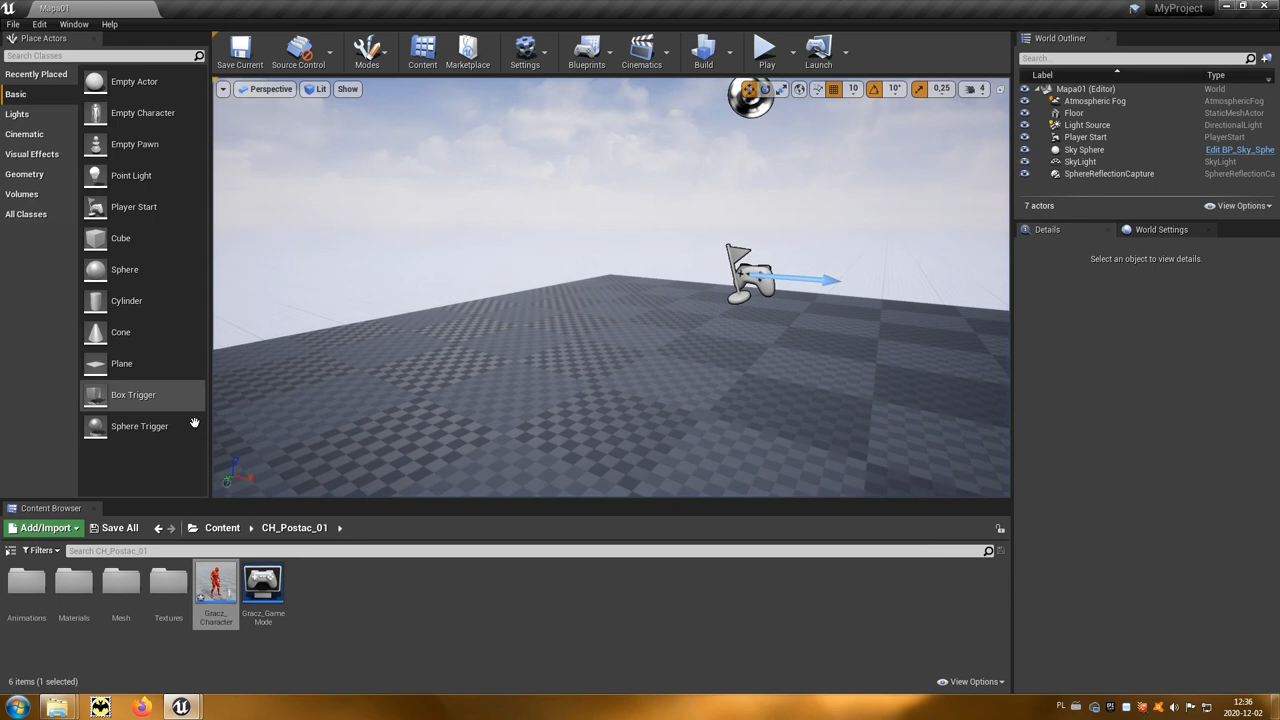 Mapa01
MyProject
File Edit Window Help
Place Actors
Search Classes
Recently Placed
Basic
Lights
Cinematic
Visual Effects
Geometry
Volumes
All Classes
Empty Actor
Empty Character
Empty Pawn
Point Light
Player Start
Cube
Sphere
Cylinder
Cone
Plane
Box Trigger
Sphere Trigger
Save Current Source Control Modes Content Marketplace Settings Blueprints Cinematics Build Play Launch
Perspective Lit Show 10 10° 0,25 4
World Outliner
Search...
Label Type
Mapa01 (Editor) World
Atmospheric Fog AtmosphericFog
Floor StaticMeshActor
Light Source DirectionalLight
Player Start PlayerStart
Sky Sphere Edit BP_Sky_Sphe
SkyLight SkyLight
SphereReflectionCapture SphereReflectionCa
7 actors View Options
Details World Settings
Select an object to view details.
Content Browser
Add/Import Save All Content CH_Postac_01
Filters Search CH_Postac_01
Animations
Materials
Mesh
Textures
Gracz_
Character
Gracz_Game
Mode
6 items (1 selected) View Options
PL 12:36
2020-12-02